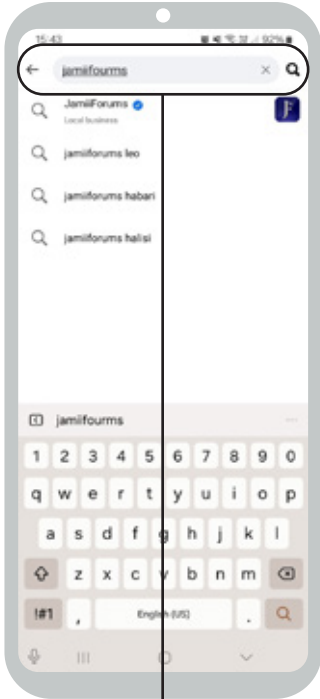 15:43 92%
jamiifourms
JamiiForums
Local business
jamiiforums leo
jamiiforums habari
jamiiforums halisi
jamiifourms
1 2 3 4 5 6 7 8 9 0
q w e r t y u i o p
a s d f g h j k l
z x c v b n m
!#1 , English (US) .